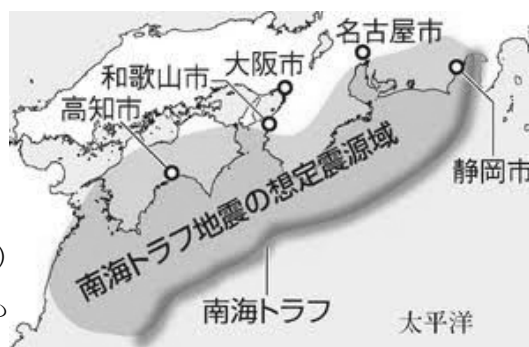 名古屋市
大阪市
和歌山市
高知市
静岡市
南海トラフ地震の想定震源域
南海トラフ
太平洋
)